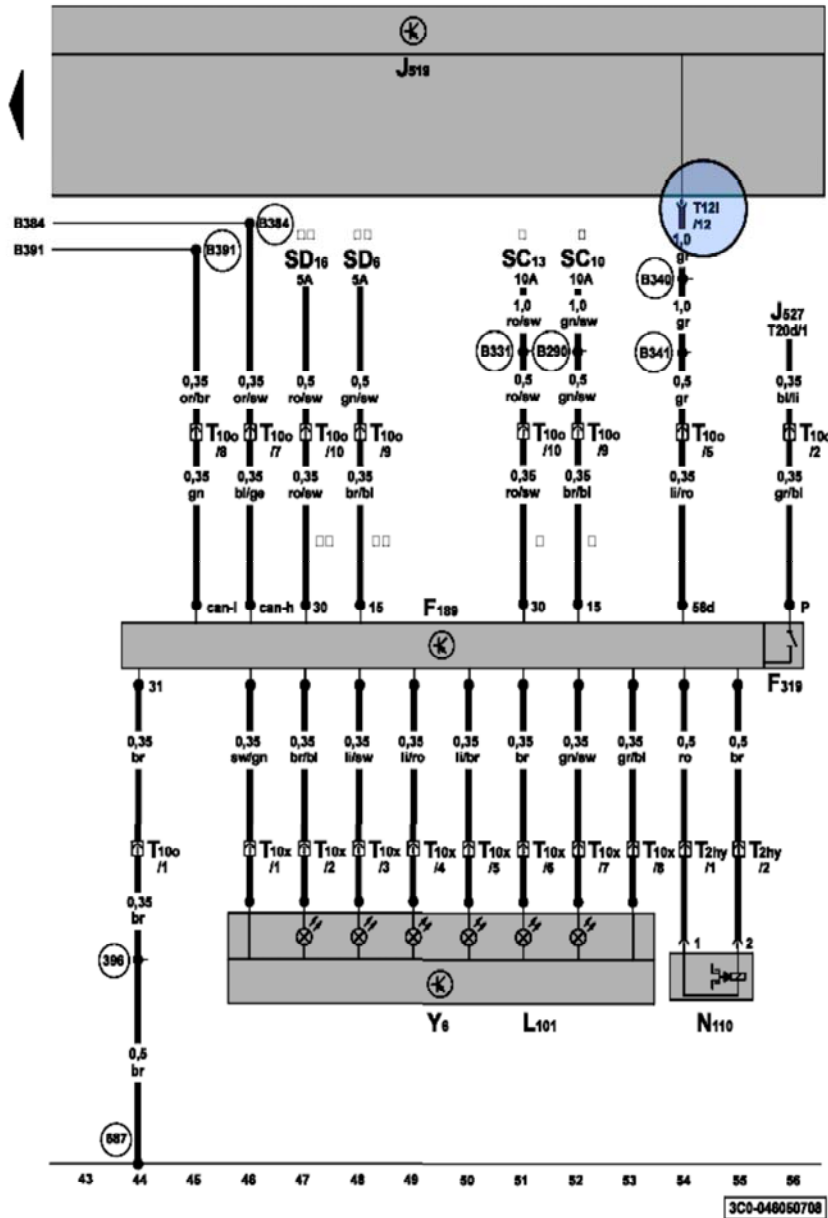 J519
B384
B384
B391
B391
T12l
/12
1,0
gr
SD16
5A
SD6
5A
SC13
10A
SC10
10A
B340
J527
T20d/1
1,0
ro/sw
1,0
gn/sw
1,0
gr
B331
B290
B341
0,35
or/br
0,35
or/sw
0,5
ro/sw
0,5
gn/sw
0,5
ro/sw
0,5
gn/sw
0,5
gr
0,35
bl/li
T10o
/8
T10o
/7
T10o
/10
T10o
/9
T10o
/10
T10o
/9
T10o
/5
T10o
/2
0,35
gn
0,35
bl/ge
0,35
ro/sw
0,35
br/bl
0,35
ro/sw
0,35
br/bl
0,35
li/ro
0,35
gr/bl
can-l
can-h
30
15
F189
30
15
58d
P
F319
31
0,35
br
0,35
sw/gn
0,35
br/bl
0,35
li/sw
0,35
li/ro
0,35
li/br
0,35
br
0,35
gn/sw
0,35
gr/bl
0,5
ro
0,5
br
T10o
/1
T10x
/1
T10x
/2
T10x
/3
T10x
/4
T10x
/5
T10x
/6
T10x
/7
T10x
/8
T2hy
/1
T2hy
/2
0,35
br
396
1
2
Y6
L101
N110
0,5
br
687
43 44 45 46 47 48 49 50 51 52 53 54 55 56
3C0-048050708